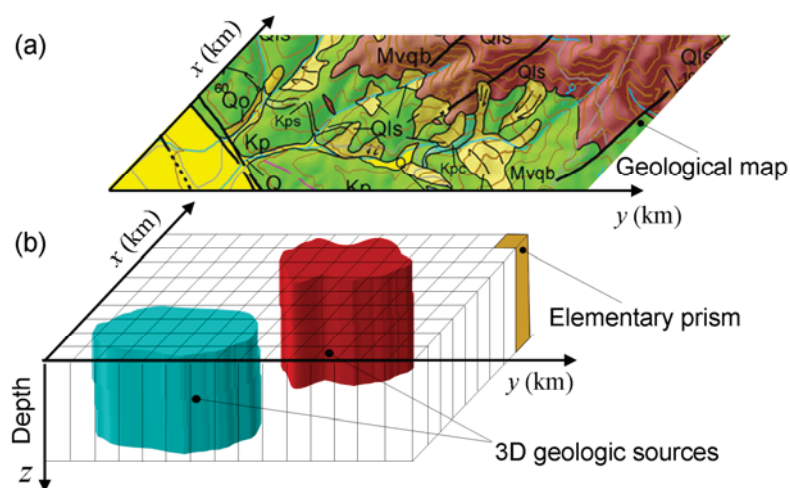 (a)
x (km)
Qls
Mvqb
Qls
Qls
60
Qo
Kps
Qls
Kp
Q
Kpc
Q
Kp
Mvqb
Geological map
y (km)
(b)
x (km)
Elementary prism
y (km)
Depth
3D geologic sources
z